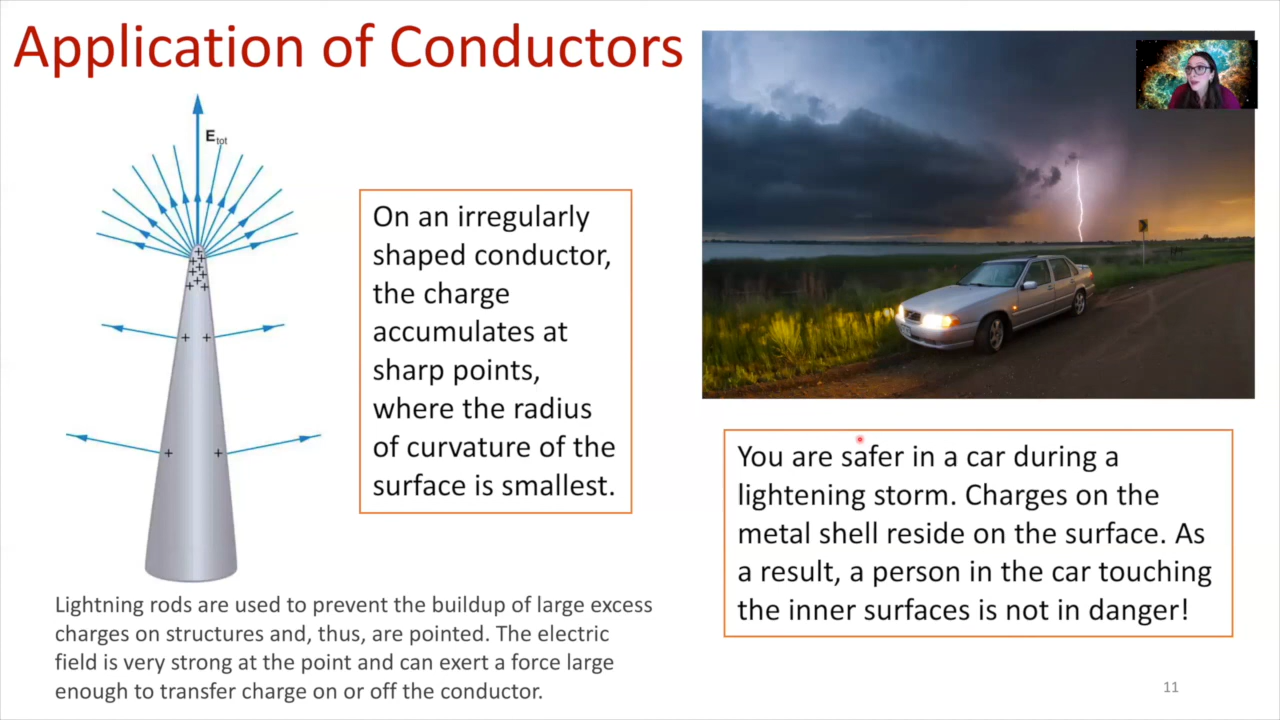 Application of Conductors
E tot
On an irregularly
shaped conductor,
the charge
accumulates at
sharp points,
where the radius
of curvature of the
surface is smallest.
You are safer in a car during a
lightening storm. Charges on the
metal shell reside on the surface. As
a result, a person in the car touching
the inner surfaces is not in danger!
Lightning rods are used to prevent the buildup of large excess
charges on structures and, thus, are pointed. The electric
field is very strong at the point and can exert a force large
enough to transfer charge on or off the conductor.
11